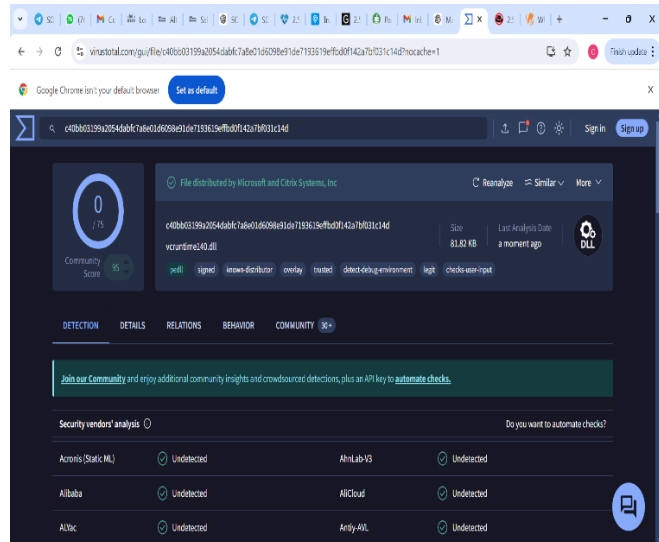 virustotal.com/gui/file/c40bb03199a2054dabfc7a8e01d6098e91de7193619effbd0f142a7bf031c14d?nocache=1
Finish update
Google Chrome isn't your default browser Set as default
c40bb03199a2054dabfc7a8e01d6098e91de7193619effbd0f142a7bf031c14d Sign in Sign up
File distributed by Microsoft and Citrix Systems, Inc Reanalyze Similar More
0
/ 75
Community
Score 95
c40bb03199a2054dabfc7a8e01d6098e91de7193619effbd0f142a7bf031c14d
vcruntime140.dll
Size
81.82 KB
Last Analysis Date
a moment ago
DLL
pedll signed known-distributor overlay trusted detect-debug-environment legit checks-user-input
DETECTION DETAILS RELATIONS BEHAVIOR COMMUNITY 30+
Join our Community and enjoy additional community insights and crowdsourced detections, plus an API key to automate checks.
Security vendors' analysis Do you want to automate checks?
Acronis (Static ML) Undetected AhnLab-V3 Undetected
Alibaba Undetected AliCloud Undetected
ALYac Undetected Antiy-AVL Undetected